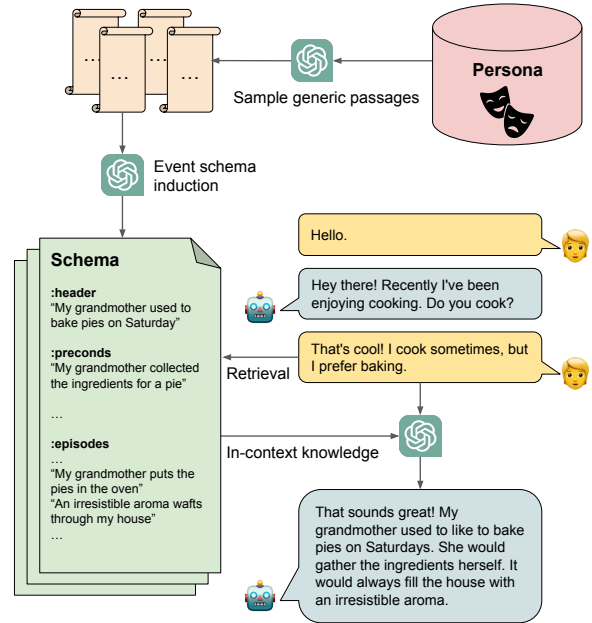 ... ...
... ...
Persona
Sample generic passages
Event schema
induction
Schema
:header
“My grandmother used to
bake pies on Saturday”
:preconds
“My grandmother collected
the ingredients for a pie”
…
:episodes
…
“My grandmother puts the
pies in the oven”
“An irresistible aroma wafts
through my house”
…
Hello.
Hey there! Recently I've been
enjoying cooking. Do you cook?
That's cool! I cook sometimes, but
I prefer baking.
Retrieval
In-context knowledge
That sounds great! My
grandmother used to like to bake
pies on Saturdays. She would
gather the ingredients herself. It
would always fill the house with
an irresistible aroma.